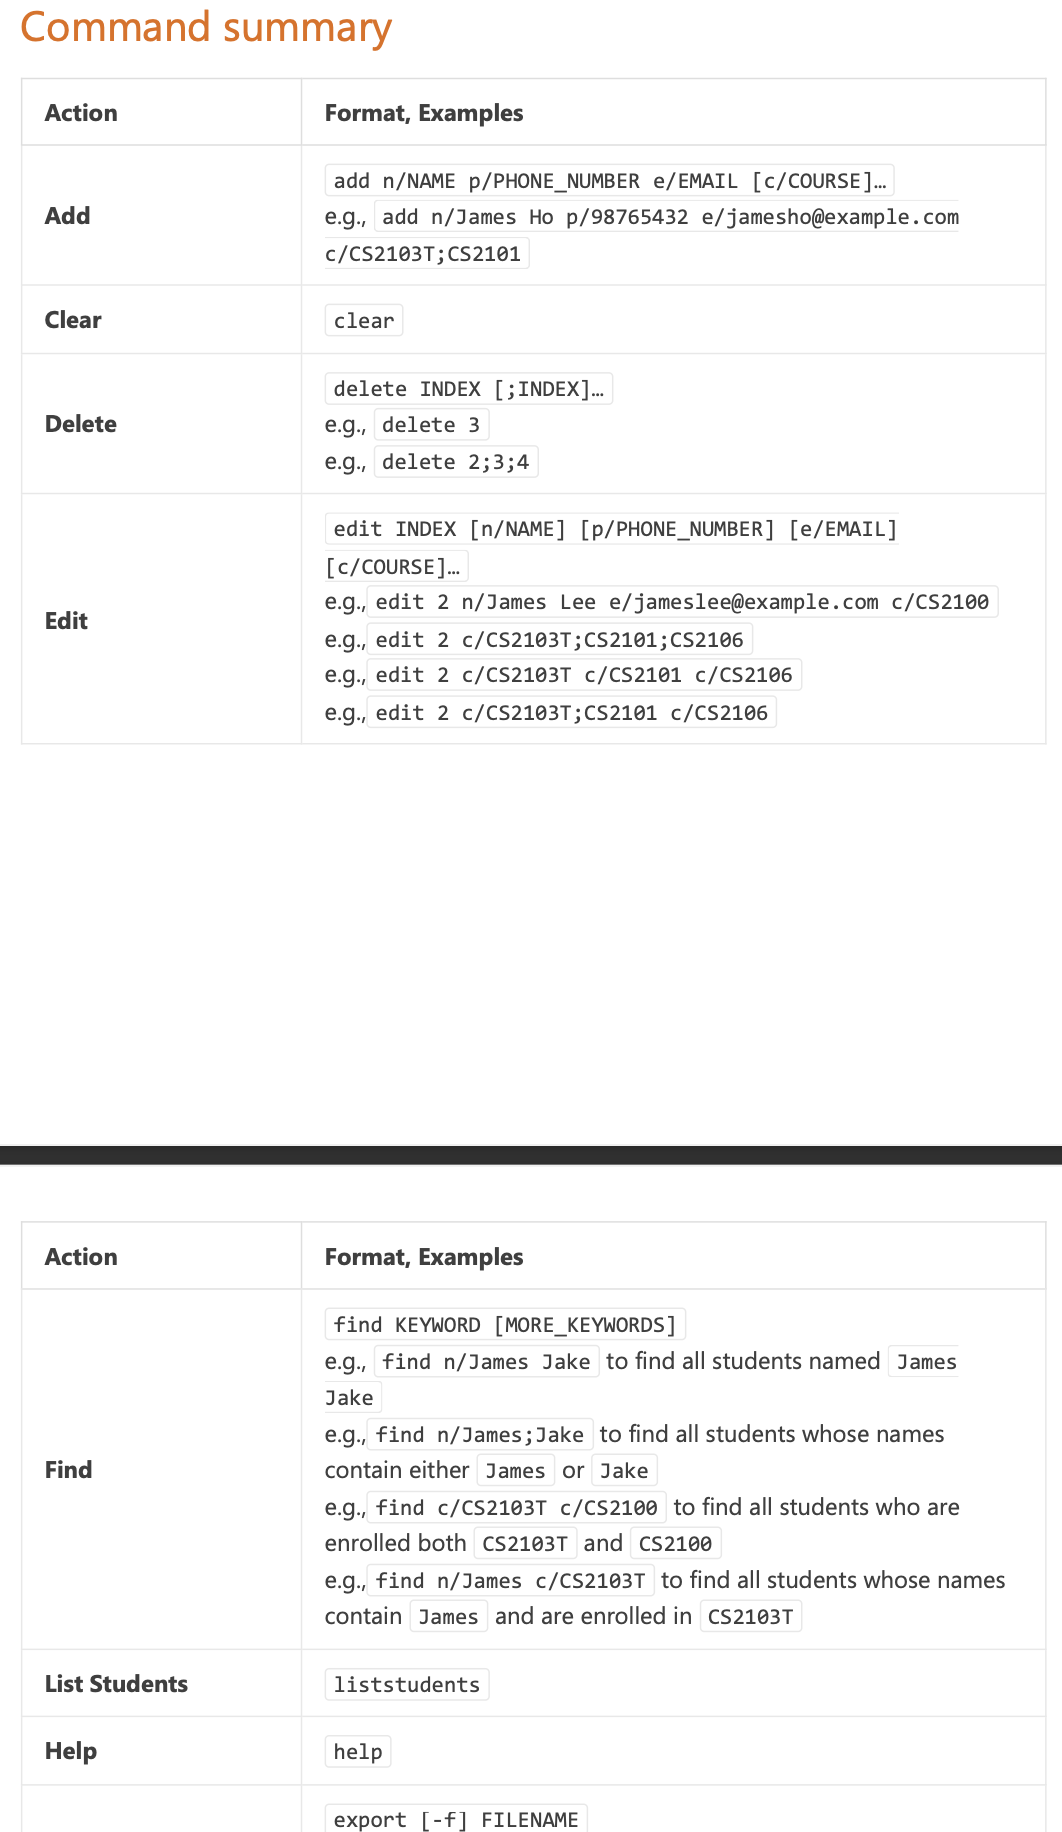 Command summary
Action
Format, Examples
Add
add n/NAME p/PHONE_NUMBER e/EMAIL [c/COURSE]…
e.g., add n/James Ho p/98765432 e/jamesho@example.com
c/CS2103T;CS2101
Clear
clear
Delete
delete INDEX [;INDEX]…
e.g., delete 3
e.g., delete 2;3;4
Edit
edit INDEX [n/NAME] [p/PHONE_NUMBER] [e/EMAIL]
[c/COURSE]…
e.g., edit 2 n/James Lee e/jameslee@example.com c/CS2100
e.g., edit 2 c/CS2103T;CS2101;CS2106
e.g., edit 2 c/CS2103T c/CS2101 c/CS2106
e.g., edit 2 c/CS2103T;CS2101 c/CS2106
Action
Format, Examples
Find
find KEYWORD [MORE_KEYWORDS]
e.g., find n/James Jake to find all students named James
Jake
e.g., find n/James;Jake to find all students whose names
contain either James or Jake
e.g., find c/CS2103T c/CS2100 to find all students who are
enrolled both CS2103T and CS2100
e.g., find n/James c/CS2103T to find all students whose names
contain James and are enrolled in CS2103T
List Students
liststudents
Help
help
export [-f] FILENAME